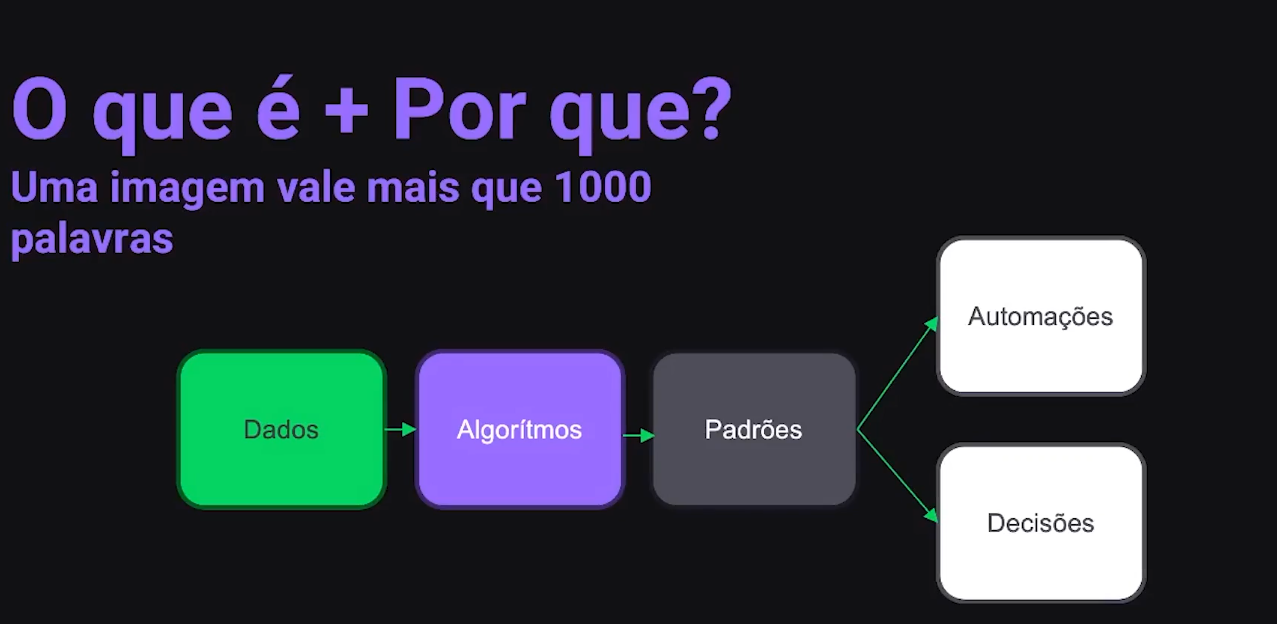 O que é + Por que?
Uma imagem vale mais que 1000
palavras
Automações
Dados
Algorítmos
Padrões
Decisões